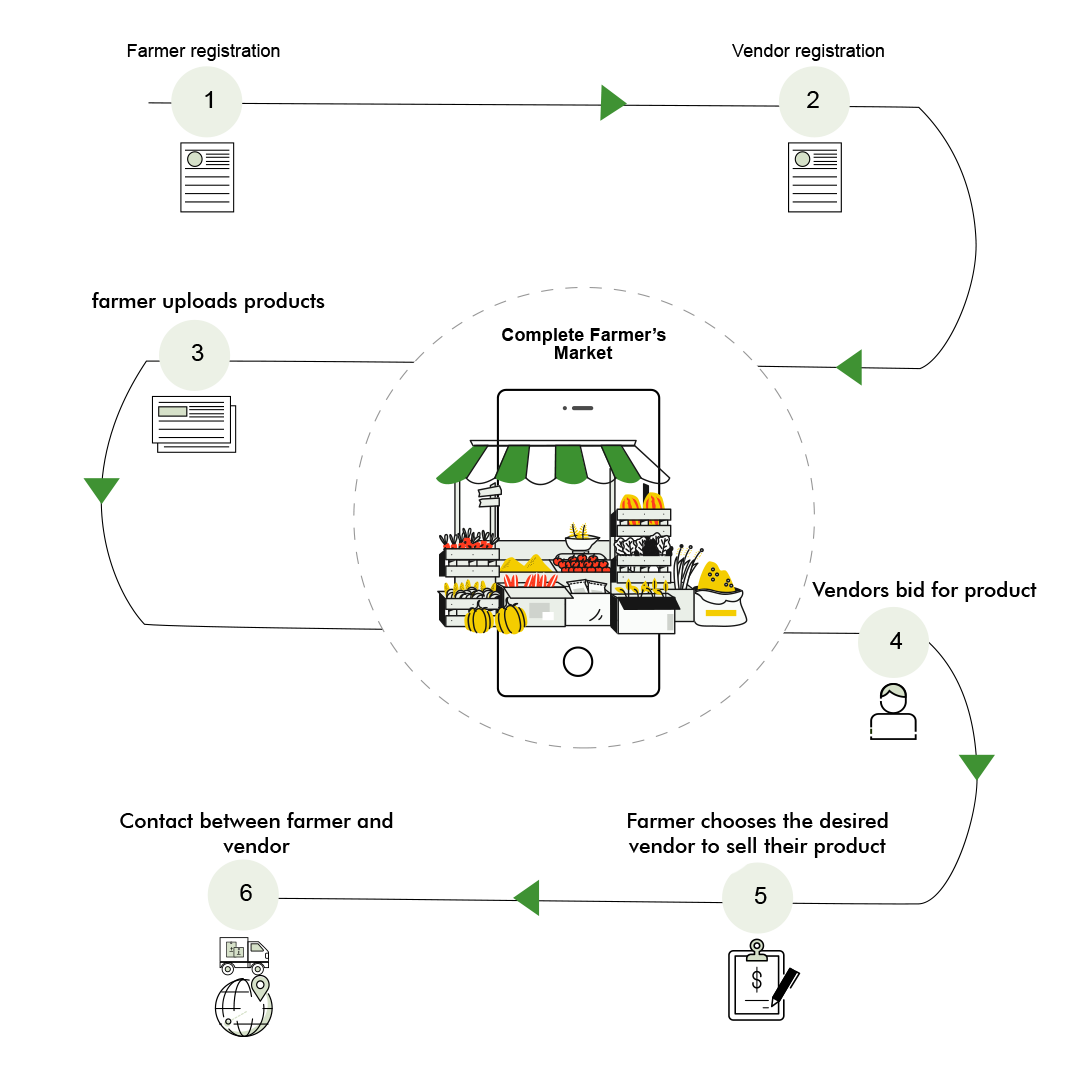 Farmer registration
Vendor registration
1
2
farmer uploads products
3
Complete Farmer’s
Market
Vendors bid for product
4
Contact between farmer and
vendor
6
Farmer chooses the desired
vendor to sell their product
5
$